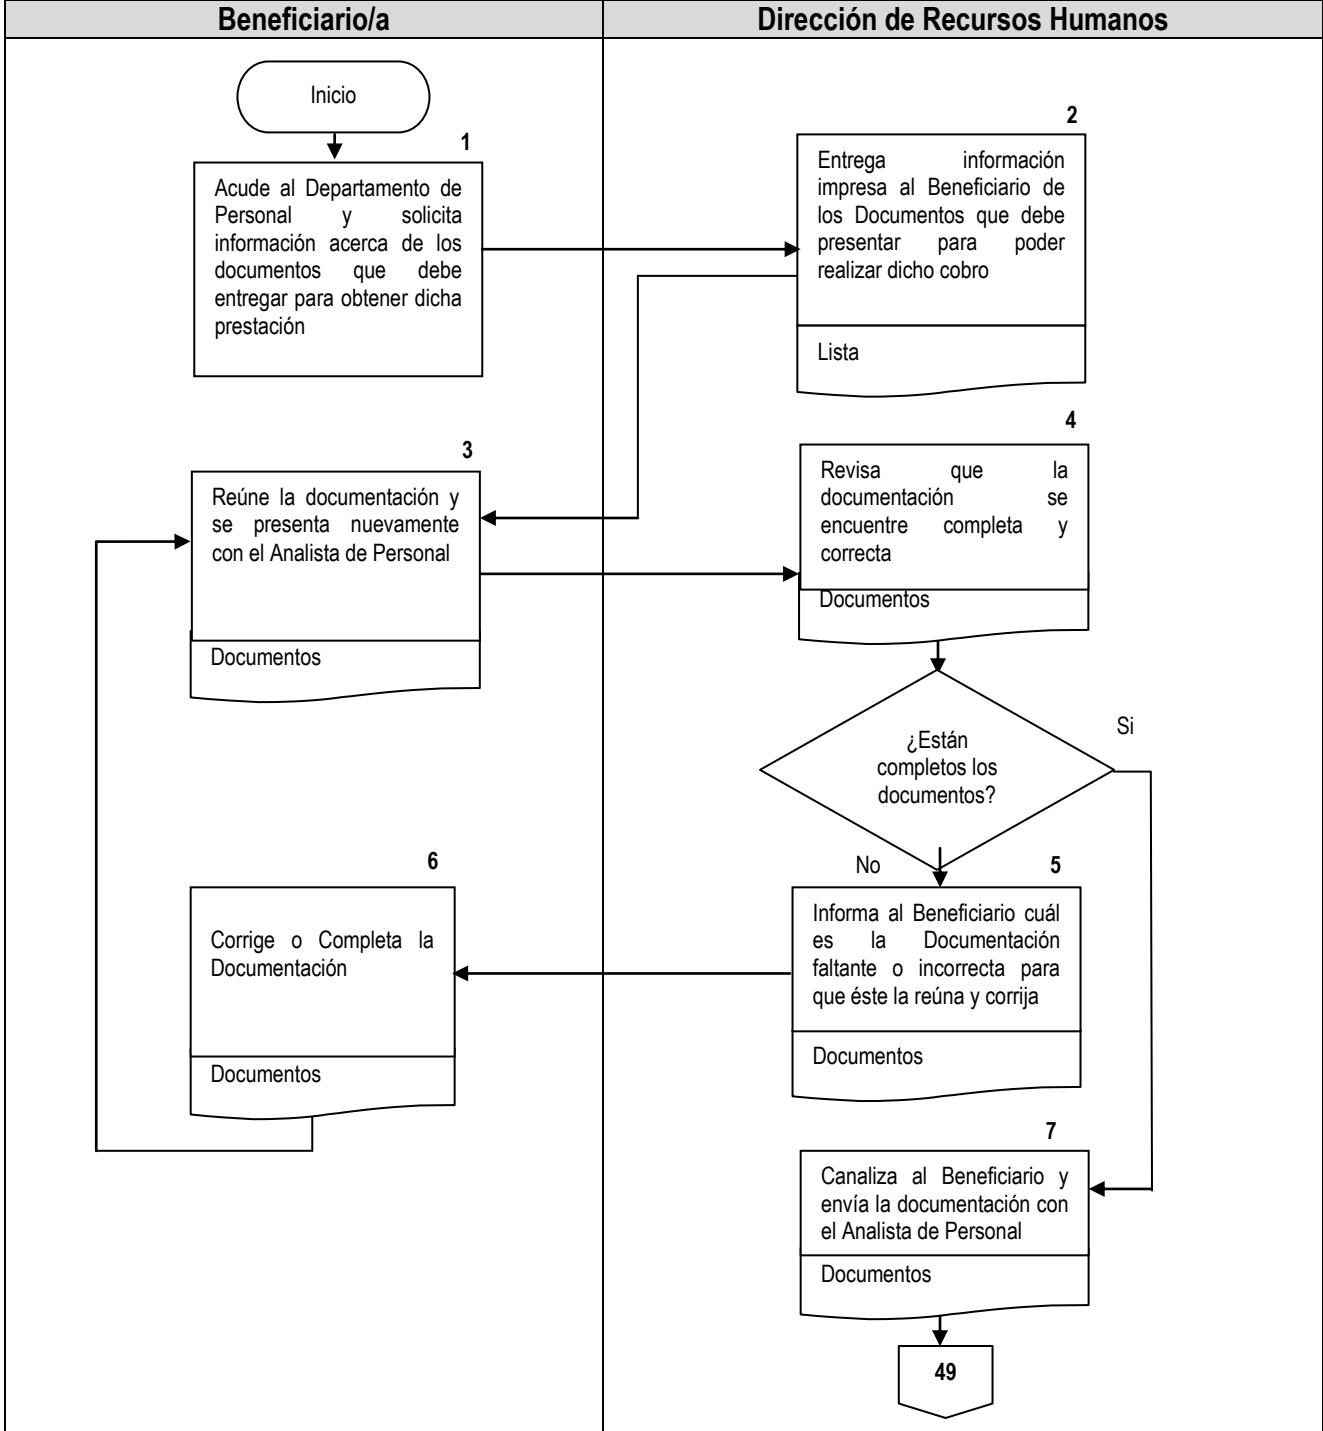 Beneficiario/a
Dirección de Recursos Humanos
Inicio
1
Acude al Departamento de
Personal y solicita
información acerca de los
documentos que debe
entregar para obtener dicha
prestación
2
Entrega información
impresa al Beneficiario de
los Documentos que debe
presentar para poder
realizar dicho cobro
Lista
3
Reúne la documentación y
se presenta nuevamente
con el Analista de Personal
Documentos
4
Revisa que la
documentación se
encuentre completa y
correcta
Documentos
¿Están
completos los
documentos?
Si
No
5
Informa al Beneficiario cuál
es la Documentación
faltante o incorrecta para
que éste la reúna y corrija
Documentos
6
Corrige o Completa la
Documentación
Documentos
7
Canaliza al Beneficiario y
envía la documentación con
el Analista de Personal
Documentos
49